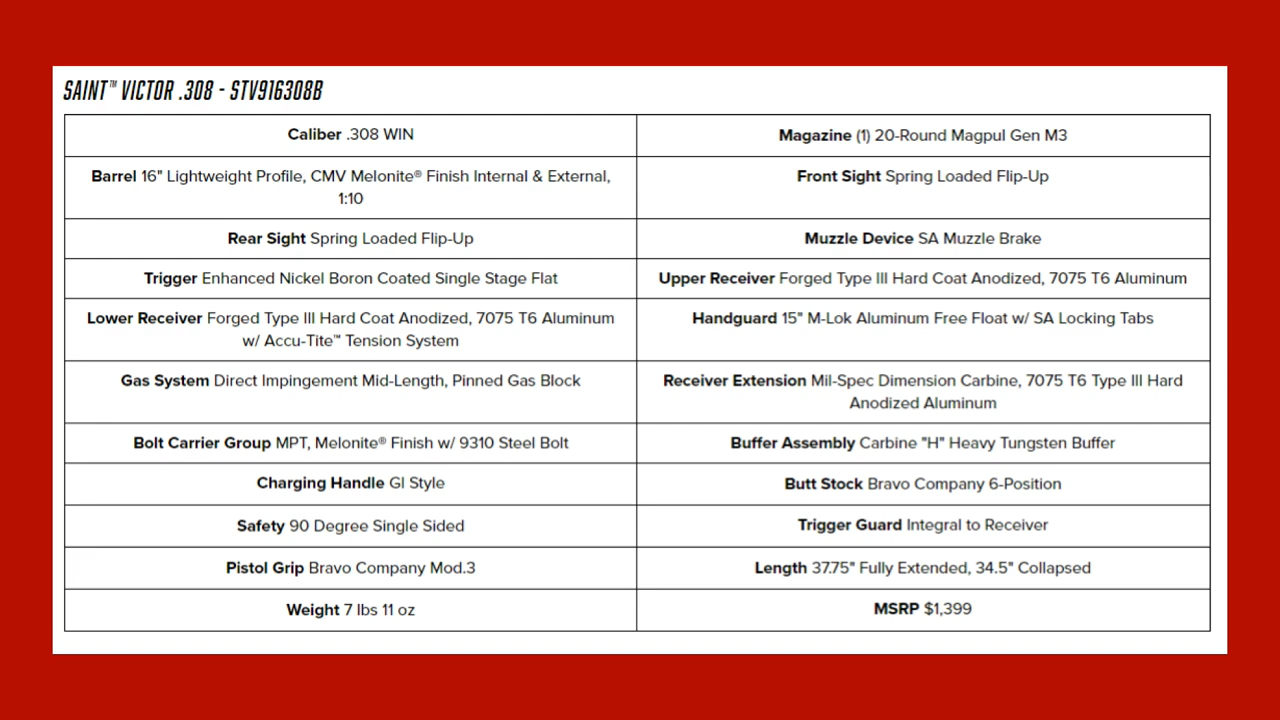 SAINT™ VICTOR .308 - STV916308B
Caliber .308 WIN
Magazine (1) 20-Round Magpul Gen M3
Barrel 16" Lightweight Profile, CMV Melonite® Finish Internal & External,
1:10
Front Sight Spring Loaded Flip-Up
Rear Sight Spring Loaded Flip-Up
Muzzle Device SA Muzzle Brake
Trigger Enhanced Nickel Boron Coated Single Stage Flat
Upper Receiver Forged Type III Hard Coat Anodized, 7075 T6 Aluminum
Lower Receiver Forged Type III Hard Coat Anodized, 7075 T6 Aluminum
w/ Accu-Tite™ Tension System
Handguard 15" M-Lok Aluminum Free Float w/ SA Locking Tabs
Gas System Direct Impingement Mid-Length, Pinned Gas Block
Receiver Extension Mil-Spec Dimension Carbine, 7075 T6 Type III Hard
Anodized Aluminum
Bolt Carrier Group MPT, Melonite® Finish w/ 9310 Steel Bolt
Buffer Assembly Carbine "H" Heavy Tungsten Buffer
Charging Handle GI Style
Butt Stock Bravo Company 6-Position
Safety 90 Degree Single Sided
Trigger Guard Integral to Receiver
Pistol Grip Bravo Company Mod.3
Length 37.75" Fully Extended, 34.5" Collapsed
Weight 7 lbs 11 oz
MSRP $1,399